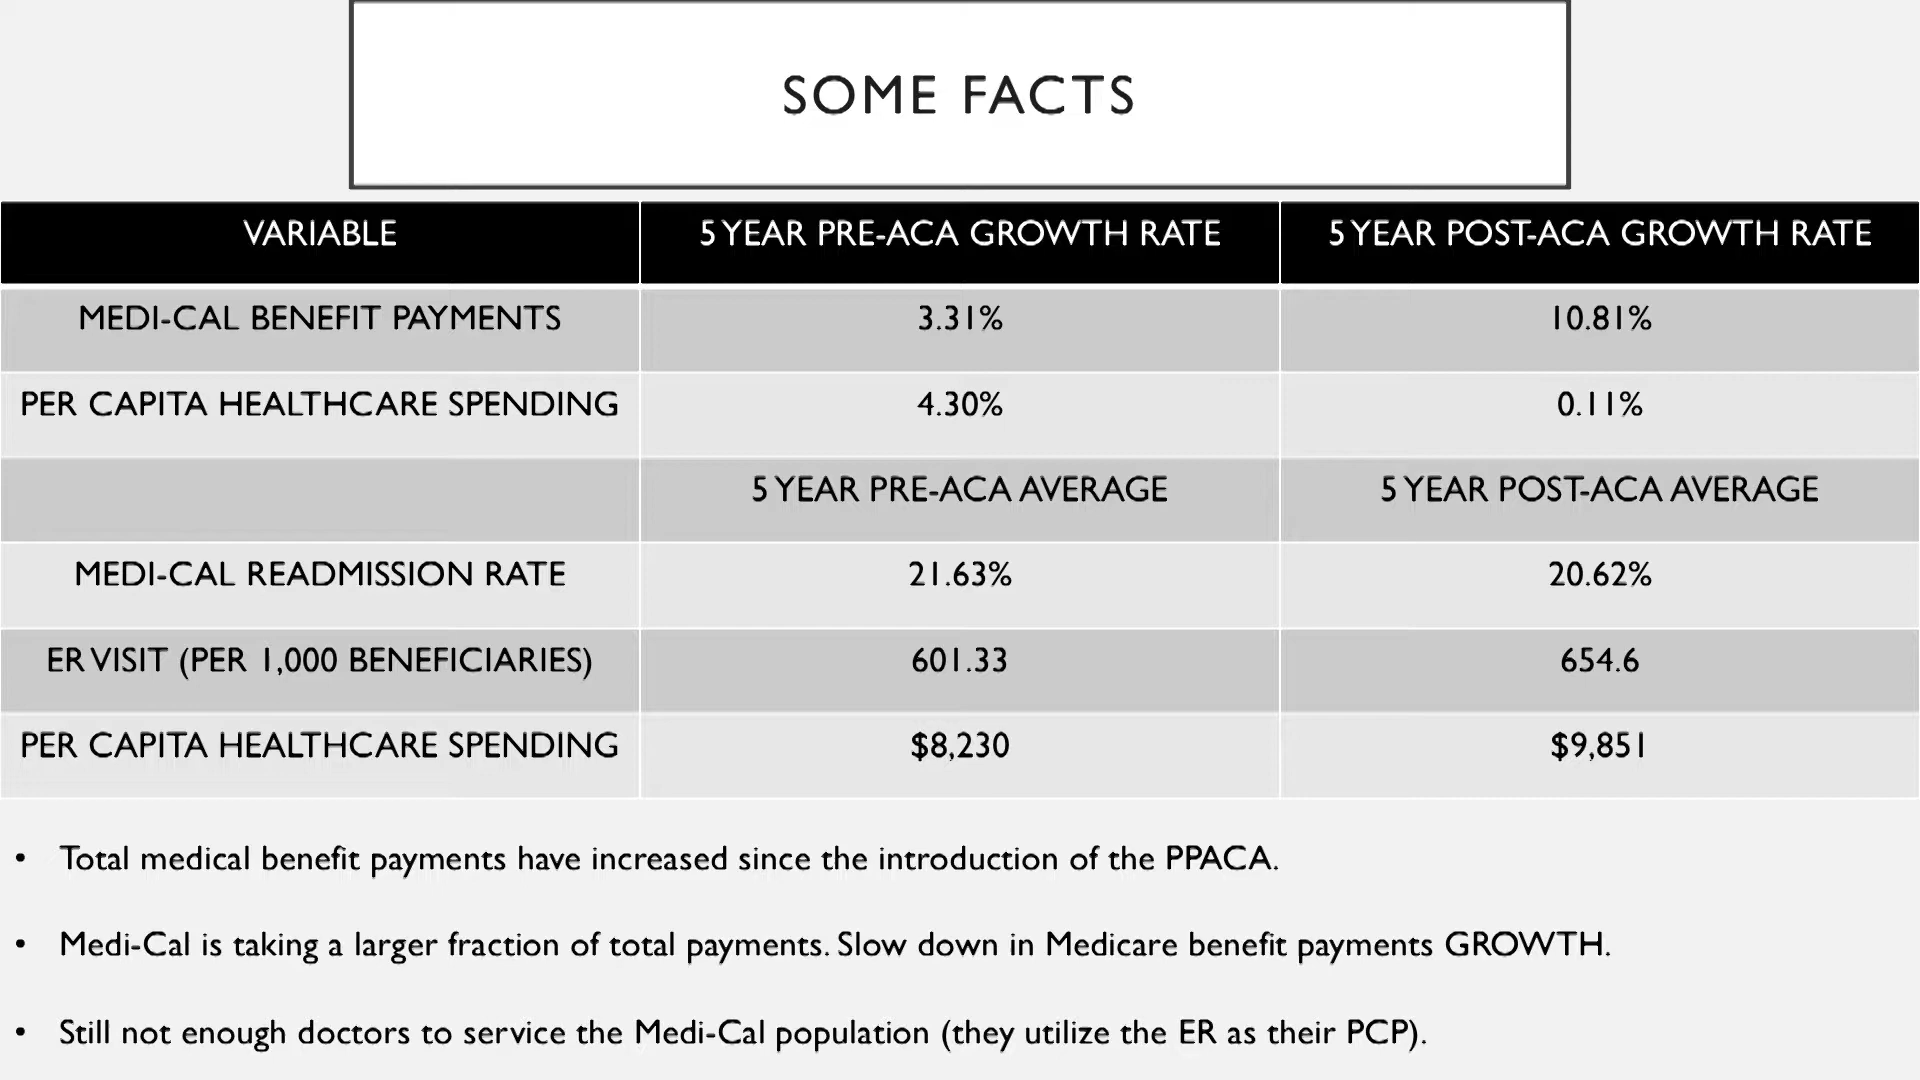 SOME FACTS
VARIABLE 5 YEAR PRE-ACA GROWTH RATE 5 YEAR POST-ACA GROWTH RATE
MEDI-CAL BENEFIT PAYMENTS 3.31% 10.81%
PER CAPITA HEALTHCARE SPENDING 4.30% 0.11%
5 YEAR PRE-ACA AVERAGE 5 YEAR POST-ACA AVERAGE
MEDI-CAL READMISSION RATE 21.63% 20.62%
ER VISIT (PER 1,000 BENEFICIARIES) 601.33 654.6
PER CAPITA HEALTHCARE SPENDING $8,230 $9,851
• Total medical benefit payments have increased since the introduction of the PPACA.
• Medi-Cal is taking a larger fraction of total payments. Slow down in Medicare benefit payments GROWTH.
• Still not enough doctors to service the Medi-Cal population (they utilize the ER as their PCP).